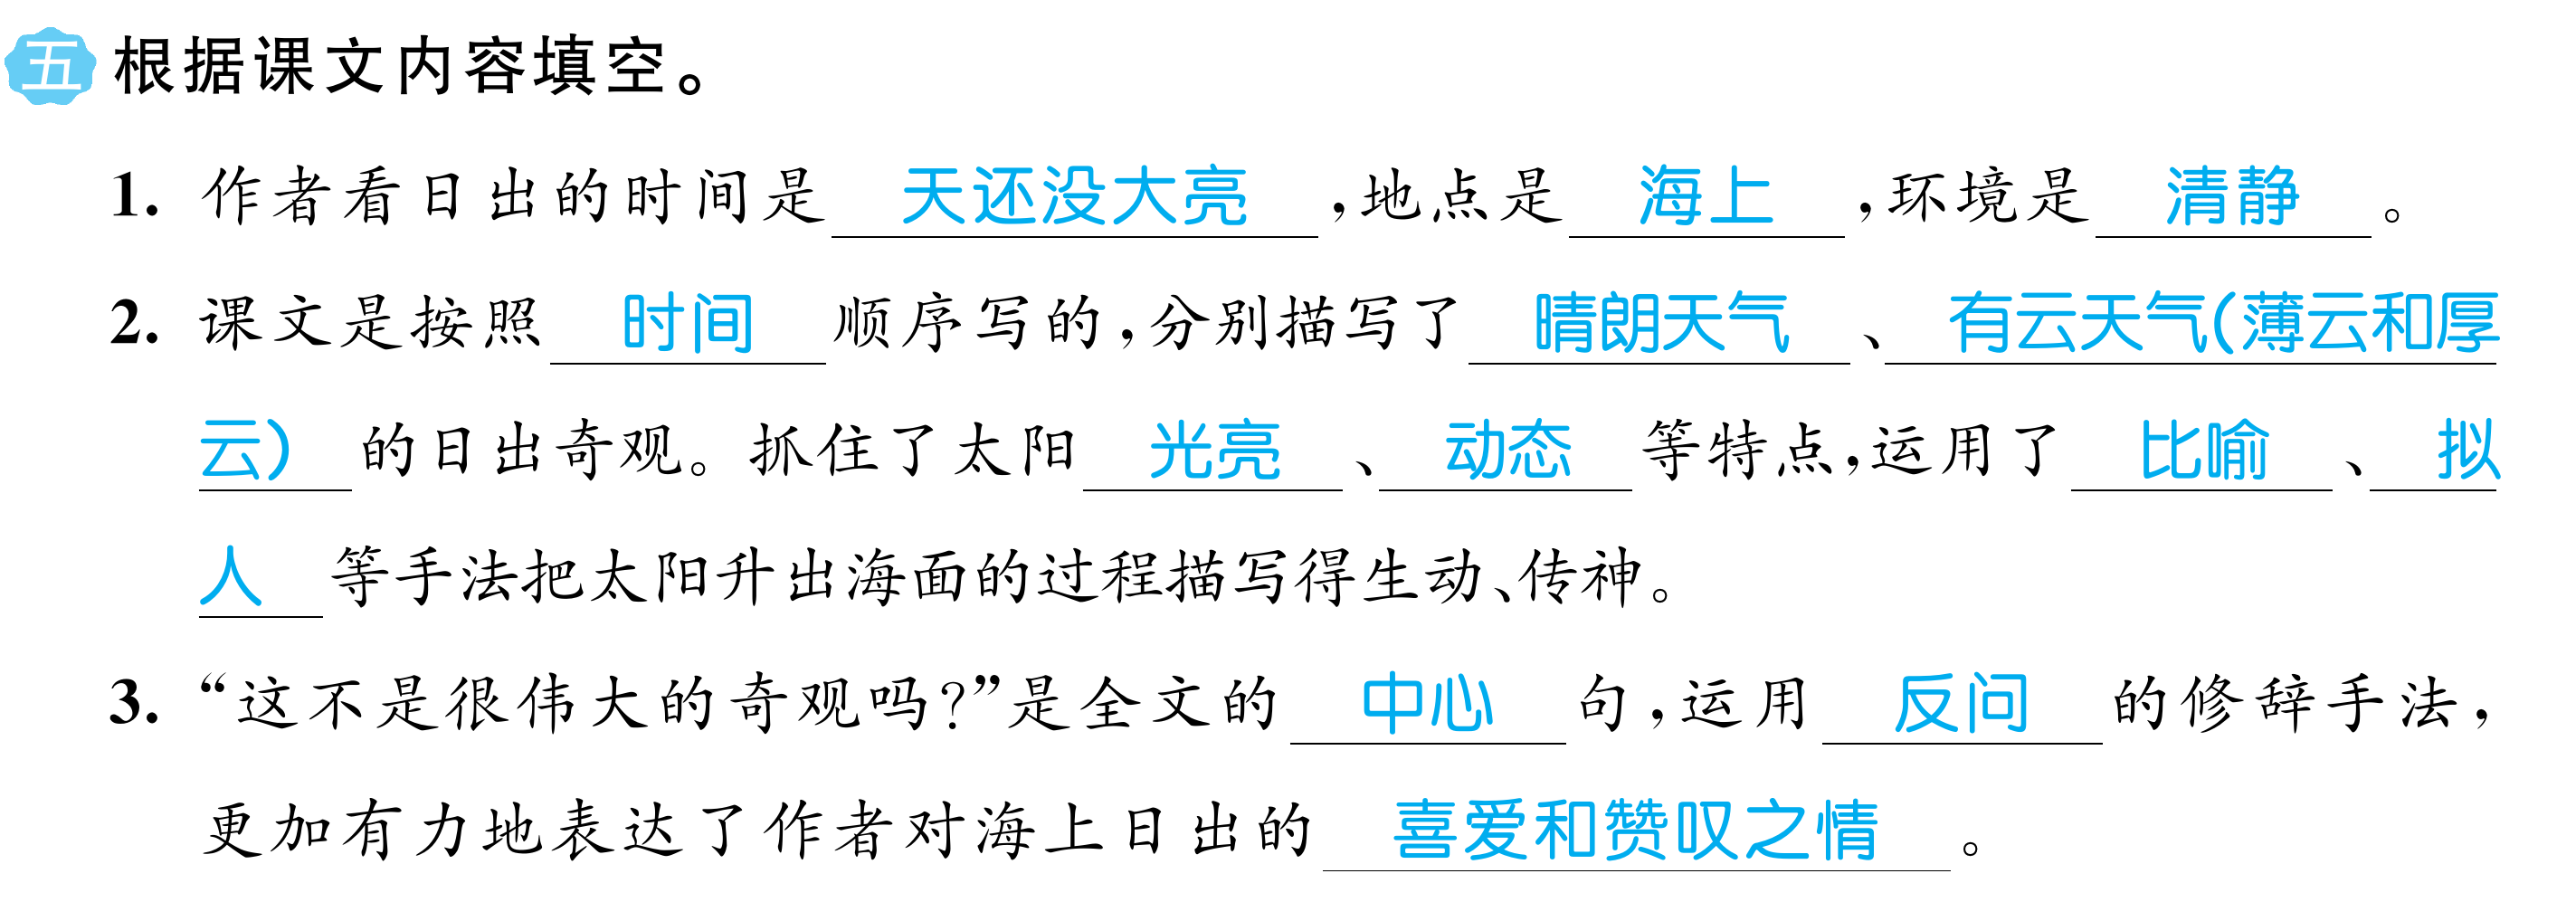 五 根据课文内容填空。
1. 作者看日出的时间是 天还没大亮 ,地点是 海上 ,环境是 清静 。
2. 课文是按照 时间 顺序写的,分别描写了 晴朗天气 、 有云天气(薄云和厚
云) 的日出奇观。抓住了太阳 光亮 、 动态 等特点,运用了 比喻 、 拟
人 等手法把太阳升出海面的过程描写得生动、传神。
3. “这不是很伟大的奇观吗?”是全文的 中心 句,运用 反问 的修辞手法,
更加有力地表达了作者对海上日出的 喜爱和赞叹之情 。